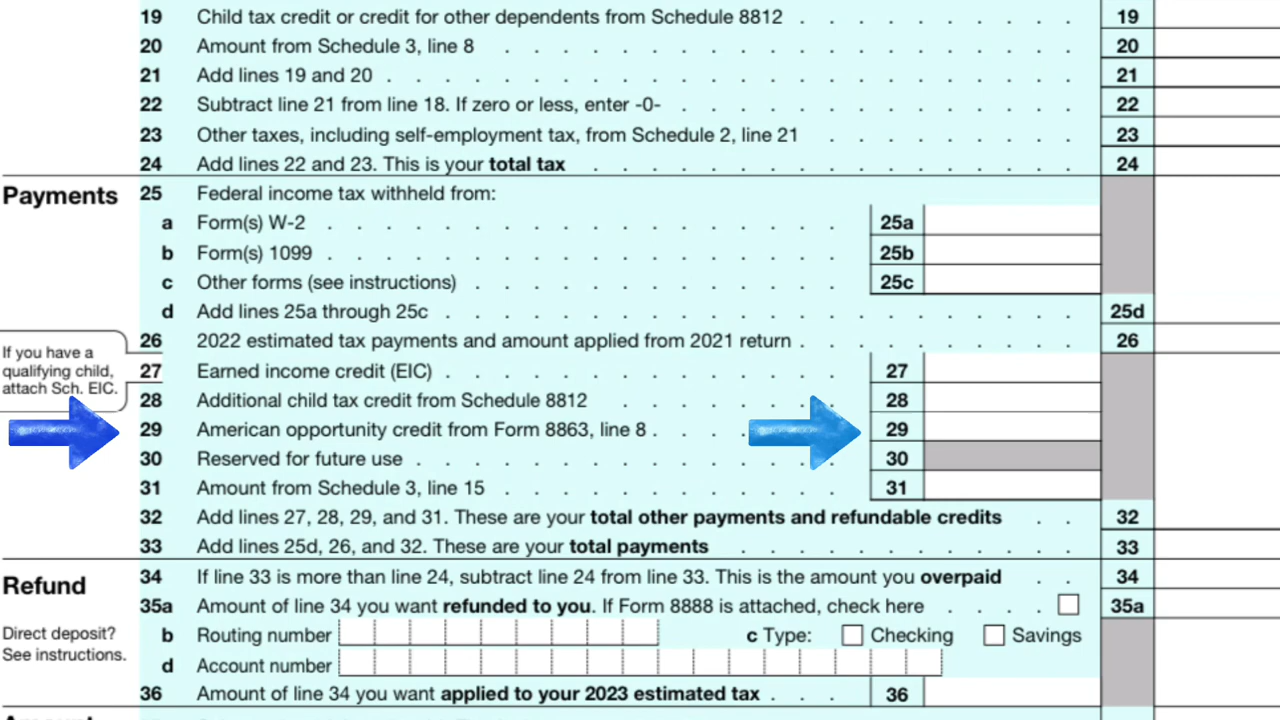 19 Child tax credit or credit for other dependents from Schedule 8812 . . . . . . . . . . 19
20 Amount from Schedule 3, line 8 . . . . . . . . . . . . . . . . . . . . 20
21 Add lines 19 and 20 . . . . . . . . . . . . . . . . . . . . . . . . 21
22 Subtract line 21 from line 18. If zero or less, enter -0- . . . . . . . . . . . . . . 22
23 Other taxes, including self-employment tax, from Schedule 2, line 21 . . . . . . . . . 23
24 Add lines 22 and 23. This is your total tax . . . . . . . . . . . . . . . . . 24
Payments 25 Federal income tax withheld from:
a Form(s) W-2 . . . . . . . . . . . . . . . . . . 25a
b Form(s) 1099 . . . . . . . . . . . . . . . . . . 25b
c Other forms (see instructions) . . . . . . . . . . . . 25c
d Add lines 25a through 25c . . . . . . . . . . . . . . . . . . . . . . 25d
26 2022 estimated tax payments and amount applied from 2021 return . . . . . . . . . . 26
If you have a
qualifying child,
attach Sch. EIC.
27 Earned income credit (EIC) . . . . . . . . . . . . . . 27
28 Additional child tax credit from Schedule 8812 . . . . . . . 28
29 American opportunity credit from Form 8863, line 8 . . . . 29
30 Reserved for future use . . . . . . . . . . . . . . . 30
31 Amount from Schedule 3, line 15 . . . . . . . . . . . . 31
32 Add lines 27, 28, 29, and 31. These are your total other payments and refundable credits . . 32
33 Add lines 25d, 26, and 32. These are your total payments . . . . . . . . . . . . 33
Refund 34 If line 33 is more than line 24, subtract line 24 from line 33. This is the amount you overpaid . . 34
35a Amount of line 34 you want refunded to you. If Form 8888 is attached, check here . . . . 35a
Direct deposit?
See instructions.
b Routing number c Type: Checking Savings
d Account number
36 Amount of line 34 you want applied to your 2023 estimated tax . . . 36